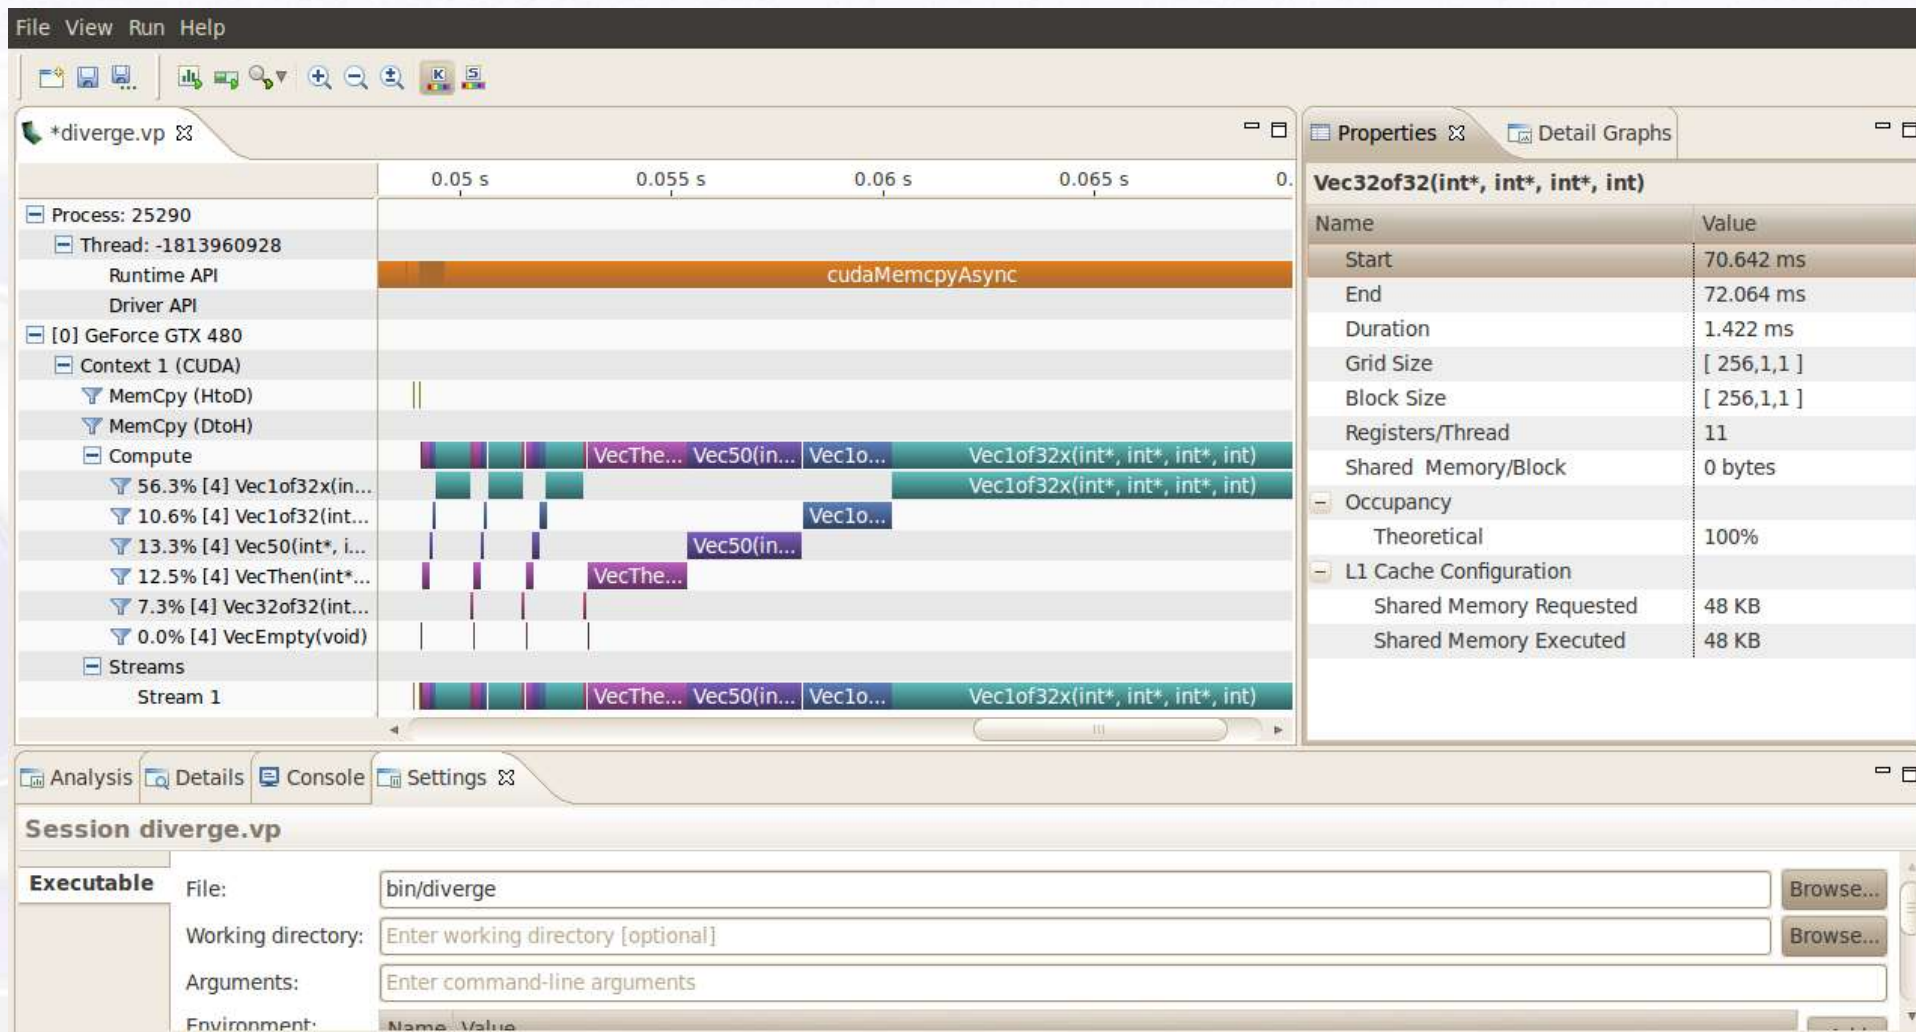 File View Run Help
*diverge.vp
0.05 s 0.055 s 0.06 s 0.065 s 0.
Process: 25290
Thread: -1813960928
Runtime API cudaMemcpyAsync
Driver API
[0] GeForce GTX 480
Context 1 (CUDA)
MemCpy (HtoD)
MemCpy (DtoH)
Compute VecThe... Vec50(in... Vec1o... Vec1of32x(int*, int*, int*, int)
56.3% [4] Vec1of32x(in... Vec1of32x(int*, int*, int*, int)
10.6% [4] Vec1of32(int... Vec1o...
13.3% [4] Vec50(int*, i... Vec50(in...
12.5% [4] VecThen(int*... VecThe...
7.3% [4] Vec32of32(int...
0.0% [4] VecEmpty(void)
Streams
Stream 1 VecThe... Vec50(in... Vec1o... Vec1of32x(int*, int*, int*, int)
Properties Detail Graphs
Vec32of32(int*, int*, int*, int)
Name Value
Start 70.642 ms
End 72.064 ms
Duration 1.422 ms
Grid Size [ 256,1,1 ]
Block Size [ 256,1,1 ]
Registers/Thread 11
Shared Memory/Block 0 bytes
Occupancy
Theoretical 100%
L1 Cache Configuration
Shared Memory Requested 48 KB
Shared Memory Executed 48 KB
Analysis Details Console Settings
Session diverge.vp
Executable
File: bin/diverge Browse...
Working directory: Enter working directory [optional] Browse...
Arguments: Enter command-line arguments
Environment: Name Value